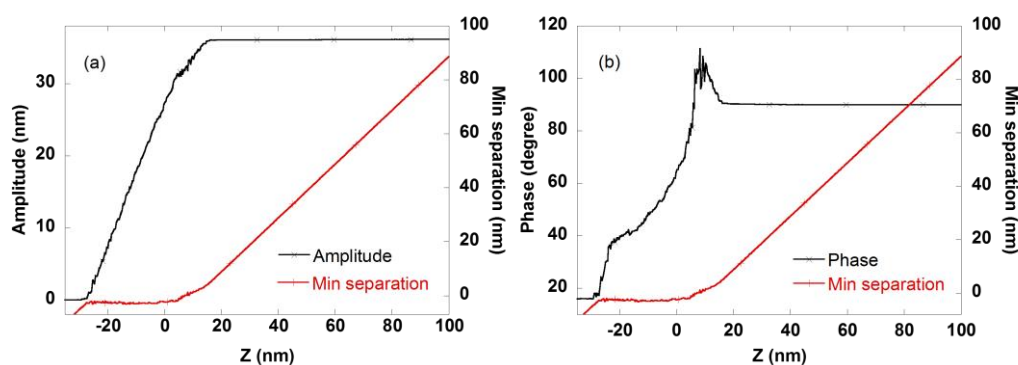 (a)
Amplitude (nm)
30
20
10
0
Min separation (nm)
100
80
60
40
20
0
Amplitude
Min separation
-20 0 20 40 60 80 100
Z (nm)
(b)
Phase (degree)
120
100
80
60
40
20
Min separation (nm)
100
80
60
40
20
0
Phase
Min separation
-20 0 20 40 60 80 100
Z (nm)